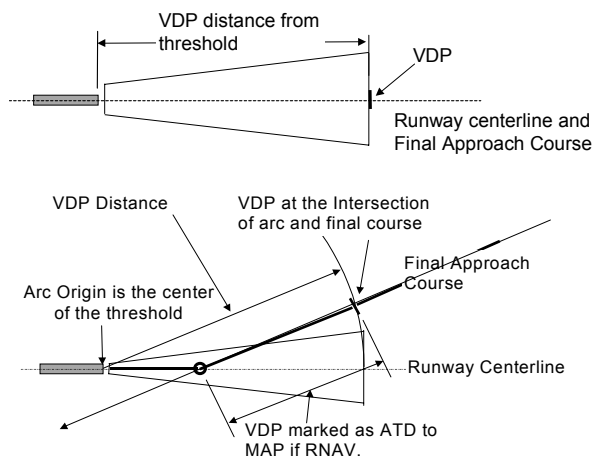 VDP distance from
threshold
VDP
Runway centerline and
Final Approach Course
VDP Distance
VDP at the Intersection
of arc and final course
Final Approach
Course
Arc Origin is the center
of the threshold
Runway Centerline
VDP marked as ATD to
MAP if RNAV.